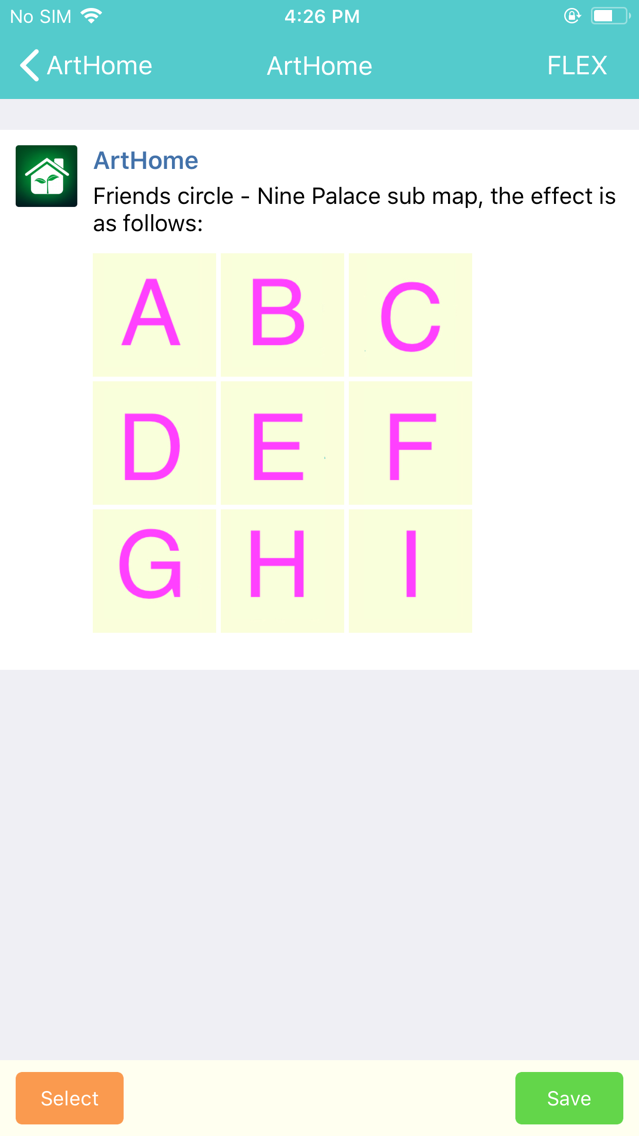 No SIM 4:26 PM
ArtHome ArtHome FLEX
ArtHome
Friends circle - Nine Palace sub map, the effect is
as follows:
A B C
D E F
G H I
Select Save